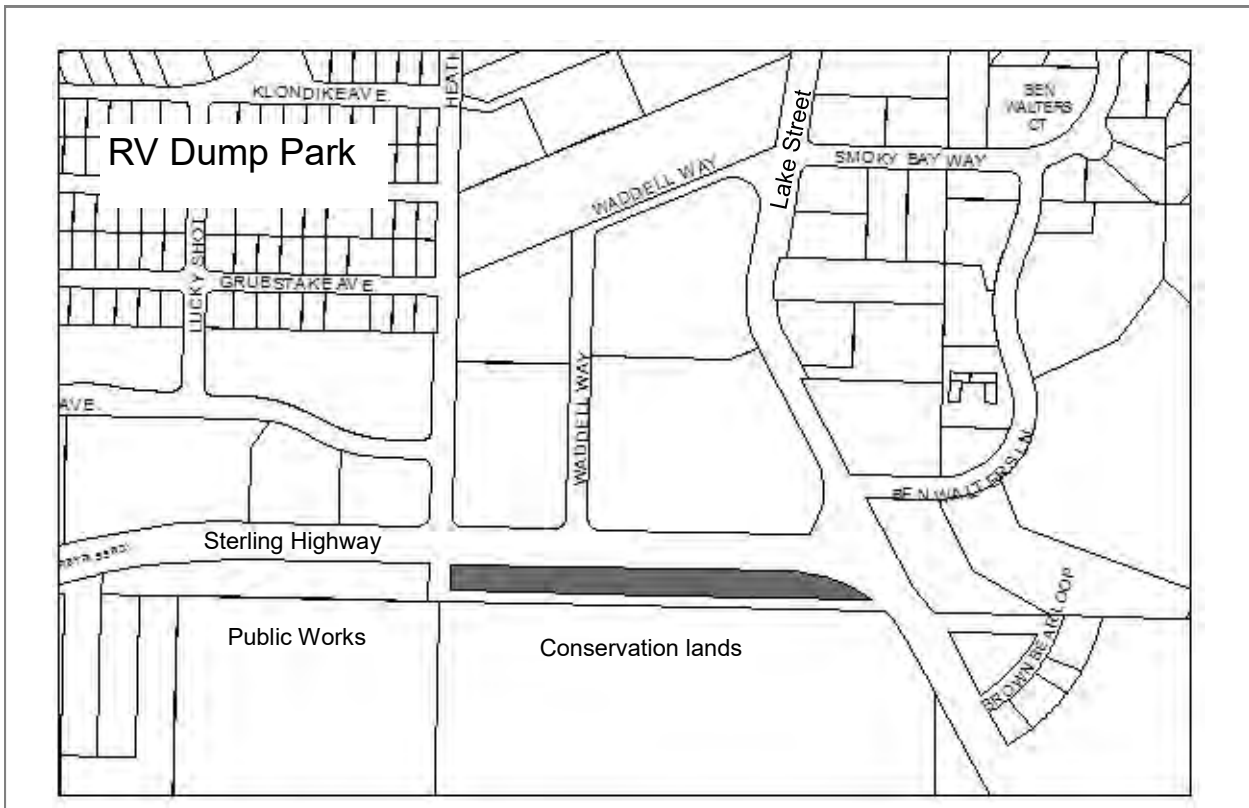 KLONDIKE AVE.
HEATH
RV Dump Park
LUCKY SHOT
GRUBSTAKE AVE.
AVE.
WADDELL WAY
WADDELL WAY
Lake Street
SMOKY BAY WAY
BEN
WALTERS
CT
BEN WALTERS LN
Sterling Highway
Public Works
Conservation lands
BROWN BEAR LOOP